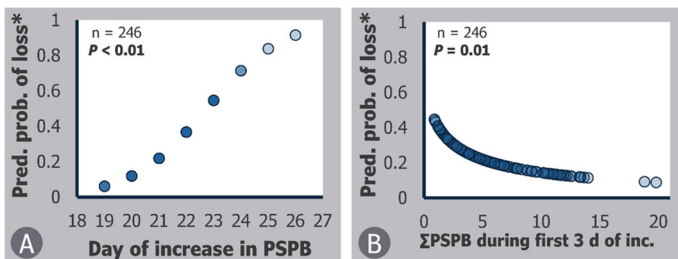 Pred. prob. of loss*
1
0.8
0.6
0.4
0.2
0
n = 246
P < 0.01
18 19 20 21 22 23 24 25 26 27
A
Day of increase in PSPB
Pred. prob. of loss*
1
0.8
0.6
0.4
0.2
0
n = 246
P = 0.01
0 5 10 15 20
B
ΣPSPB during first 3 d of inc.